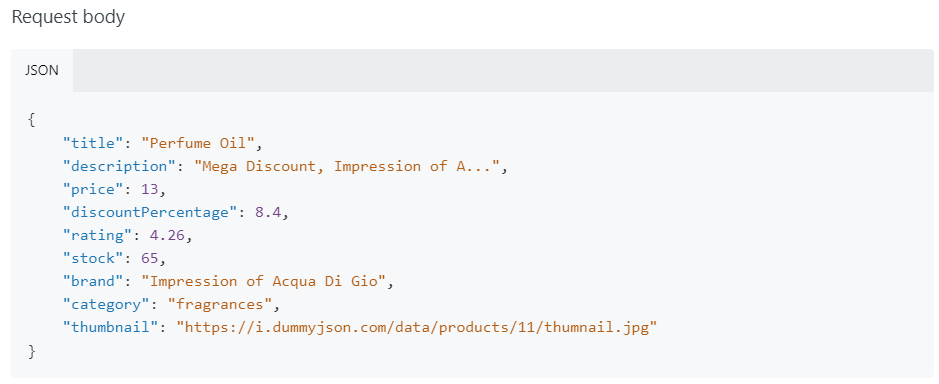 Request body
JSON
{
"title": "Perfume Oil",
"description": "Mega Discount, Impression of A...",
"price": 13,
"discountPercentage": 8.4,
"rating": 4.26,
"stock": 65,
"brand": "Impression of Acqua Di Gio",
"category": "fragrances",
"thumbnail": "https://i.dummyjson.com/data/products/11/thumnail.jpg"
}